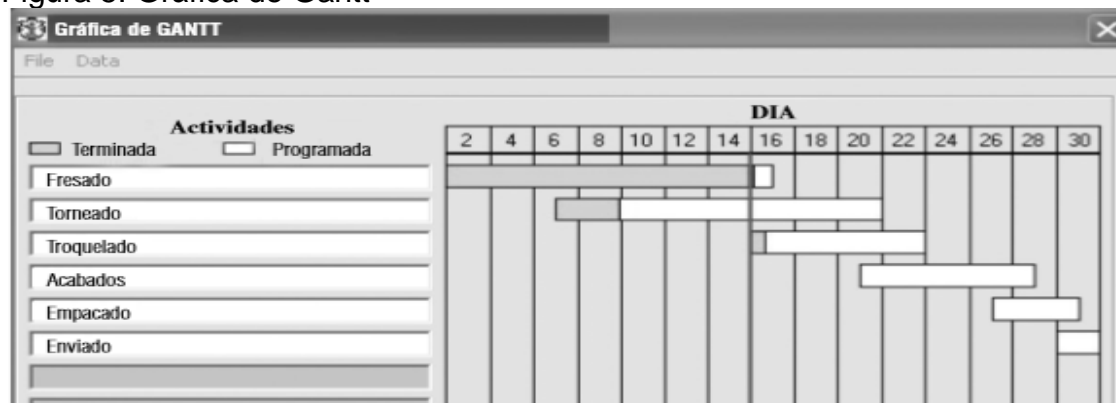 Figura 3. Gráfica de Gantt
Gráfica de GANTT
File Data
DIA
Actividades
Terminada Programada
2 4 6 8 10 12 14 16 18 20 22 24 26 28 30
Fresado
Torneado
Troquelado
Acabados
Empacado
Enviado